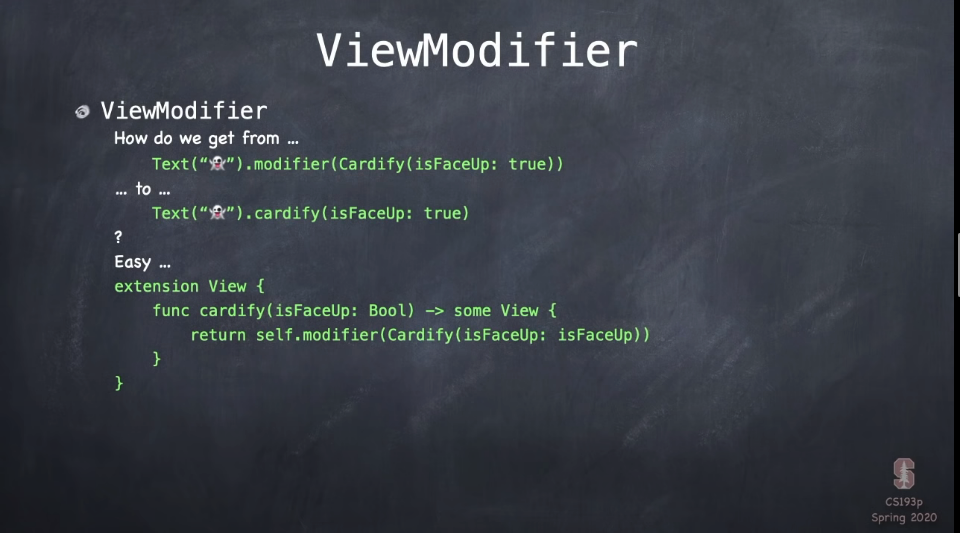 ViewModifier
ViewModifier
How do we get from ...
Text(“👻”).modifier(Cardify(isFaceUp: true))
... to ...
Text(“👻”).cardify(isFaceUp: true)
?
Easy ...
extension View {
func cardify(isFaceUp: Bool) -> some View {
return self.modifier(Cardify(isFaceUp: isFaceUp))
}
}
S
CS193p
Spring 2020